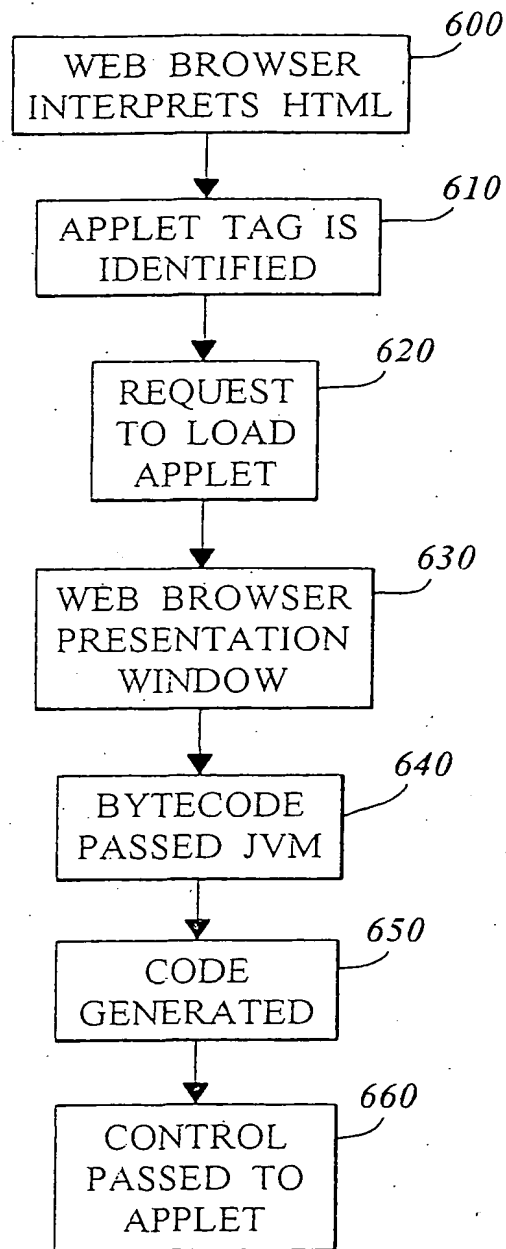 600
WEB BROWSER
INTERPRETS HTML
610
APPLET TAG IS
IDENTIFIED
620
REQUEST
TO LOAD
APPLET
630
WEB BROWSER
PRESENTATION
WINDOW
640
BYTECODE
PASSED JVM
650
CODE
GENERATED
660
CONTROL
PASSED TO
APPLET